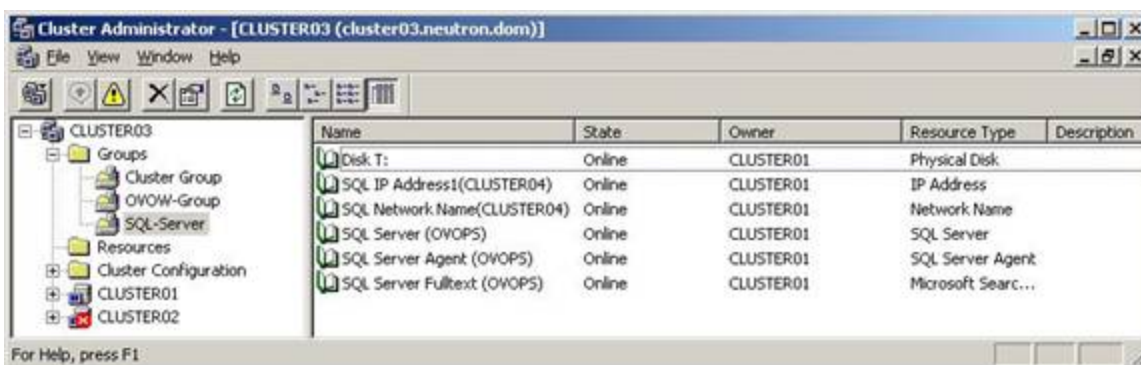 Cluster Administrator - [CLUSTER03 (cluster03.neutron.dom)]
File View Window Help
CLUSTER03
Groups
Cluster Group
OVOW-Group
SQL-Server
Resources
Cluster Configuration
CLUSTER01
CLUSTER02
Name State Owner Resource Type Description
Disk T: Online CLUSTER01 Physical Disk
SQL IP Address1(CLUSTER04) Online CLUSTER01 IP Address
SQL Network Name(CLUSTER04) Online CLUSTER01 Network Name
SQL Server (OVOPS) Online CLUSTER01 SQL Server
SQL Server Agent (OVOPS) Online CLUSTER01 SQL Server Agent
SQL Server Fulltext (OVOPS) Online CLUSTER01 Microsoft Searc...
For Help, press F1